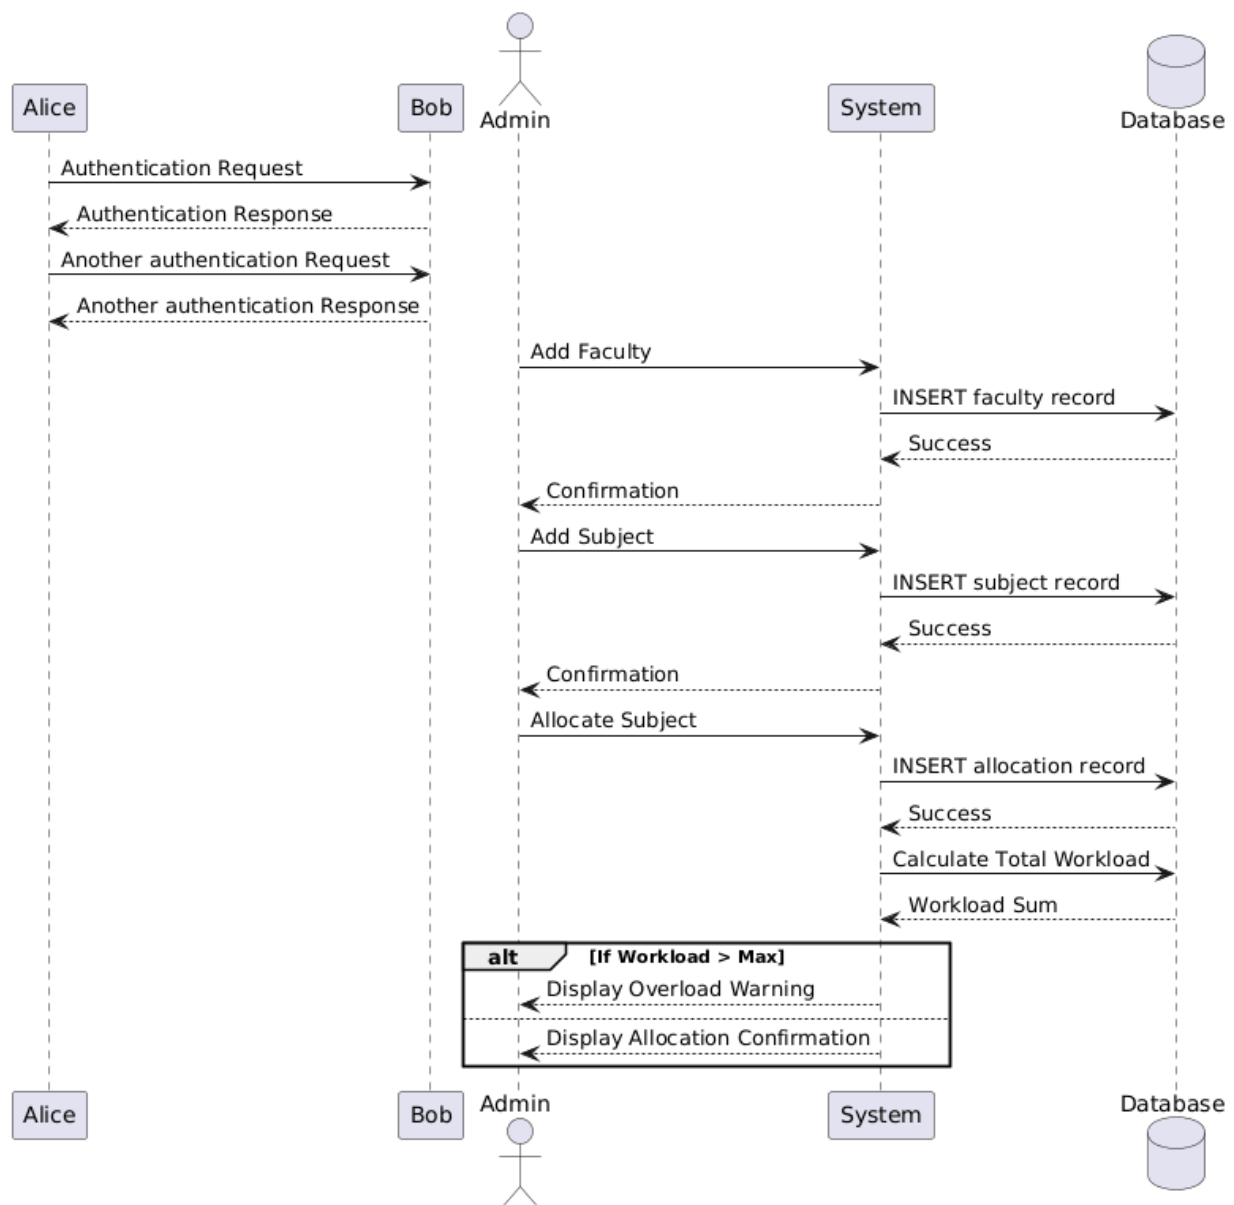 Alice
Bob
Admin
System
Database
Authentication Request
Authentication Response
Another authentication Request
Another authentication Response
Add Faculty
INSERT faculty record
Success
Confirmation
Add Subject
INSERT subject record
Success
Confirmation
Allocate Subject
INSERT allocation record
Success
Calculate Total Workload
Workload Sum
alt [If Workload > Max]
Display Overload Warning
Display Allocation Confirmation
Alice
Bob
Admin
System
Database